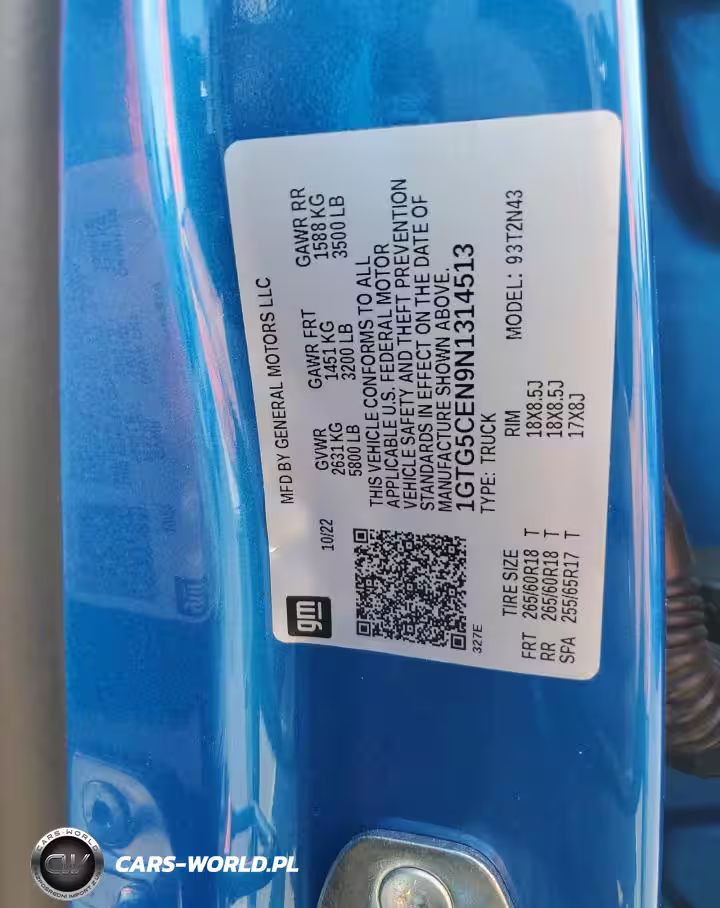 MFD BY GENERAL MOTORS LLC
10/22
GVWR GAWR FRT GAWR RR
2631 KG 1451 KG 1588 KG
5800 LB 3200 LB 3500 LB
THIS VEHICLE CONFORMS TO ALL
APPLICABLE U.S. FEDERAL MOTOR
VEHICLE SAFETY AND THEFT PREVENTION
STANDARDS IN EFFECT ON THE DATE OF
MANUFACTURE SHOWN ABOVE.
1GTG5CEN9N1314513
TYPE: TRUCK MODEL: 93T2N43
gm
327E
TIRE SIZE RIM
FRT 265/60R18 T 18X8.5J
RR 265/60R18 T 18X8.5J
SPA 255/65R17 T 17X8J
CARS-WORLD
CW
CARS-WORLD.PL